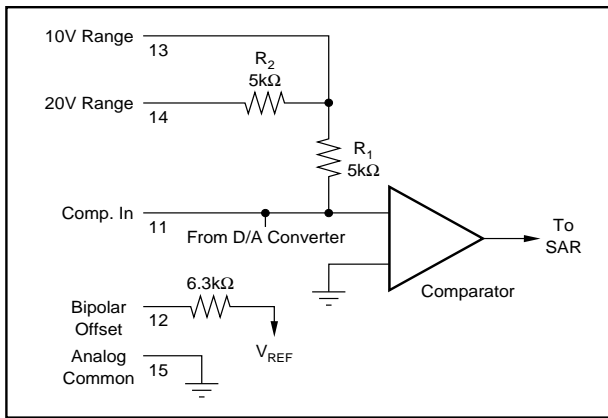 10V Range
13
R2
5kΩ
20V Range
14
R1
5kΩ
Comp. In
11
From D/A Converter
To
SAR
Comparator
6.3kΩ
Bipolar
Offset
12
VREF
Analog
Common
15